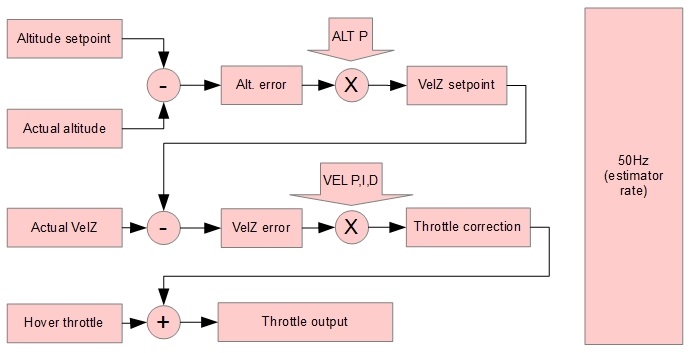 Altitude setpoint
ALT P
-
Alt. error
X
VelZ setpoint
Actual altitude
50Hz
(estimator
rate)
VEL P,I,D
Actual VelZ
-
VelZ error
X
Throttle correction
Hover throttle
+
Throttle output